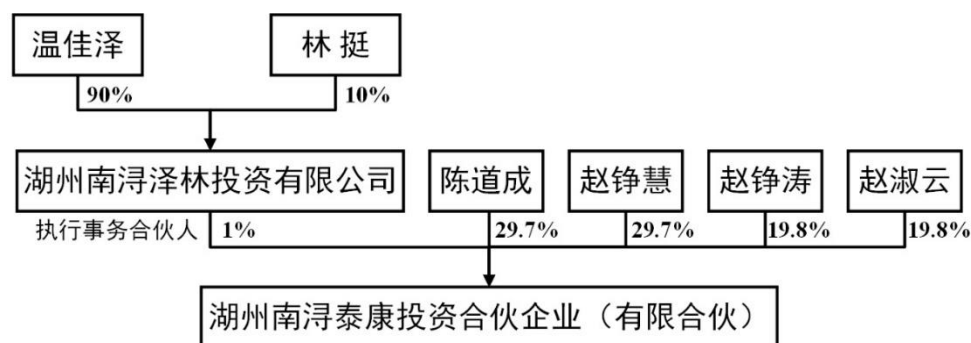 温佳泽
林 挺
90%
10%
湖州南浔泽林投资有限公司
陈道成
赵铮慧
赵铮涛
赵淑云
执行事务合伙人
1%
29.7%
29.7%
19.8%
19.8%
湖州南浔泰康投资合伙企业（有限合伙）